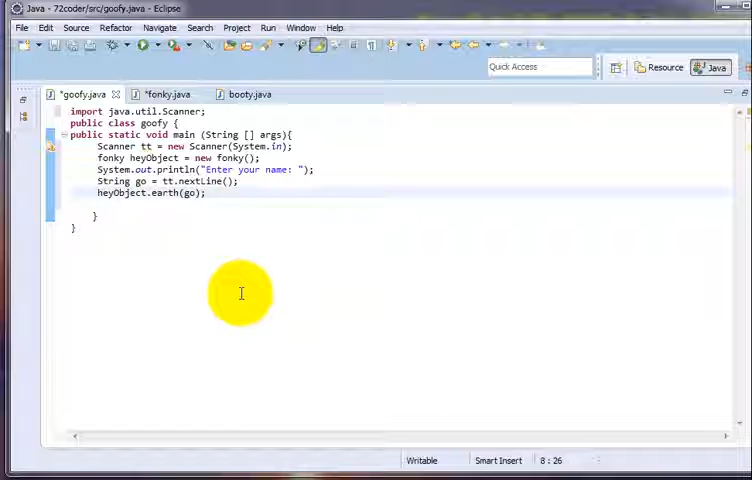 Java - 72coder/src/goofy.java - Eclipse
File Edit Source Refactor Navigate Search Project Run Window Help
Quick Access Resource Java
*goofy.java *fonky.java booty.java
import java.util.Scanner;
public class goofy {
public static void main (String [] args){
Scanner tt = new Scanner(System.in);
fonky heyObject = new fonky();
System.out.println("Enter your name: ");
String go = tt.nextLine();
heyObject.earth(go);
}
}
Writable Smart Insert 8 : 26